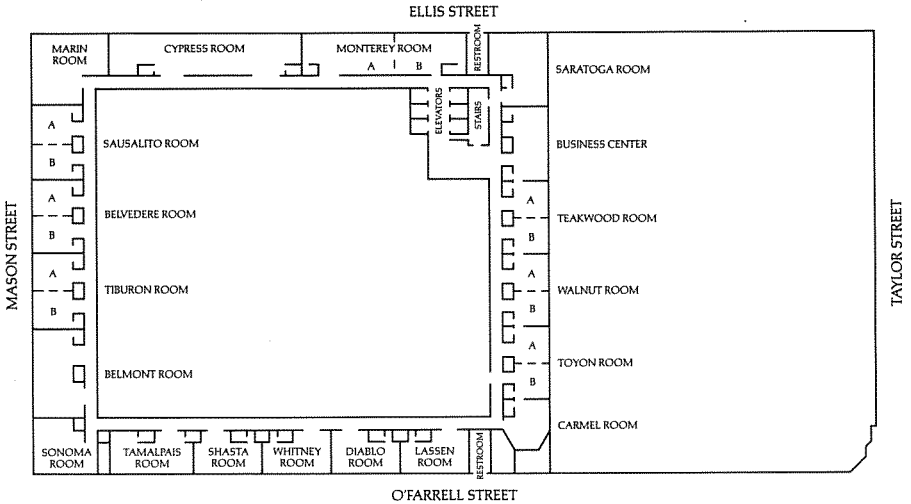 ELLIS STREET
MARIN
ROOM
CYPRESS ROOM
MONTEREY ROOM
A B
RESTROOM
SARATOGA ROOM
ELEVATORS
STAIRS
A
SAUSALITO ROOM
B
BUSINESS CENTER
A
BELVEDERE ROOM
B
A
TEAKWOOD ROOM
B
MASON STREET
TAYLOR STREET
A
TIBURON ROOM
B
A
WALNUT ROOM
B
A
TOYON ROOM
B
BELMONT ROOM
CARMEL ROOM
SONOMA
ROOM
TAMALPAIS
ROOM
SHASTA
ROOM
WHITNEY
ROOM
DIABLO
ROOM
LASSEN
ROOM
RESTROOM
O'FARRELL STREET